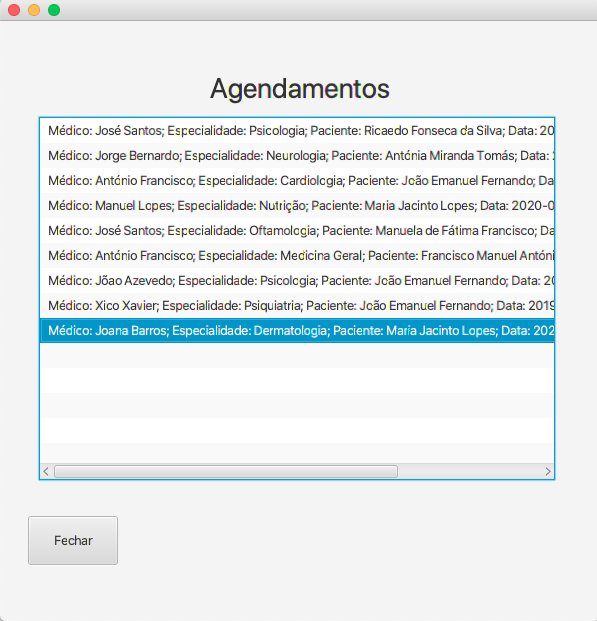 Agendamentos
Médico: José Santos; Especialidade: Psicologia; Paciente: Ricaedo Fonseca da Silva; Data: 20
Médico: Jorge Bernardo; Especialidade: Neurologia; Paciente: Antónia Miranda Tomás; Data:
Médico: António Francisco; Especialidade: Cardiologia; Paciente: João Emanuel Fernando; Da
Médico: Manuel Lopes; Especialidade: Nutrição; Paciente: Maria Jacinto Lopes; Data: 2020-0
Médico: José Santos; Especialidade: Oftamologia; Paciente: Manuela de Fátima Francisco; Da
Médico: António Francisco; Especialidade: Medicina Geral; Paciente: Francisco Manuel Antóni
Médico: Jõao Azevedo; Especialidade: Psicologia; Paciente: João Emanuel Fernando; Data: 20
Médico: Xico Xavier; Especialidade: Psiquiatria; Paciente: João Emanuel Fernando; Data: 2019
Médico: Joana Barros; Especialidade: Dermatologia; Paciente: Maria Jacinto Lopes; Data: 202
Fechar